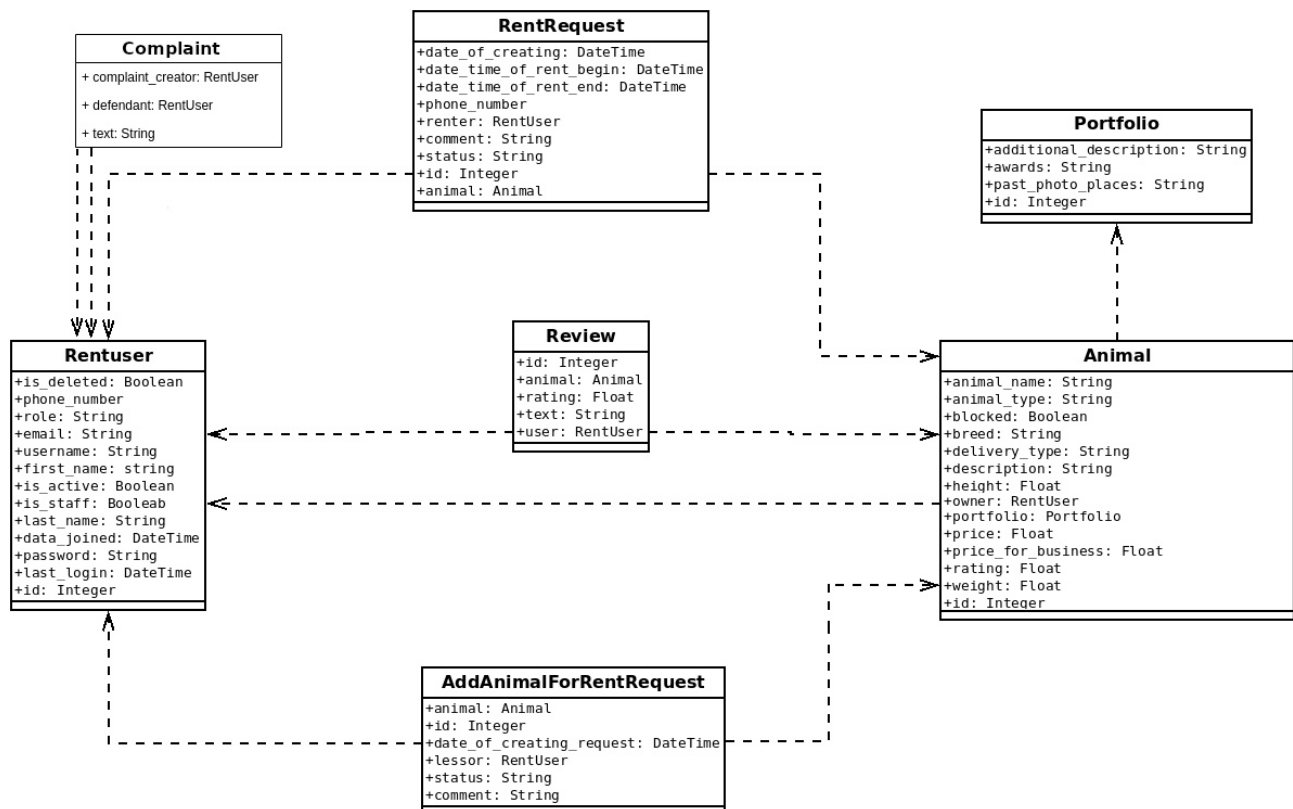 Complaint
+ complaint_creator: RentUser
+ defendant: RentUser
+ text: String
RentRequest
+date_of_creating: DateTime
+date_time_of_rent_begin: DateTime
+date_time_of_rent_end: DateTime
+phone_number
+renter: RentUser
+comment: String
+status: String
+id: Integer
+animal: Animal
Portfolio
+additional_description: String
+awards: String
+past_photo_places: String
+id: Integer
Rentuser
+is_deleted: Boolean
+phone_number
+role: String
+email: String
+username: String
+first_name: string
+is_active: Boolean
+is_staff: Booleab
+last_name: String
+data_joined: DateTime
+password: String
+last_login: DateTime
+id: Integer
Review
+id: Integer
+animal: Animal
+rating: Float
+text: String
+user: RentUser
Animal
+animal_name: String
+animal_type: String
+blocked: Boolean
+breed: String
+delivery_type: String
+description: String
+height: Float
+owner: RentUser
+portfolio: Portfolio
+price: Float
+price_for_business: Float
+rating: Float
+weight: Float
+id: Integer
AddAnimalForRentRequest
+animal: Animal
+id: Integer
+date_of_creating_request: DateTime
+lessor: RentUser
+status: String
+comment: String